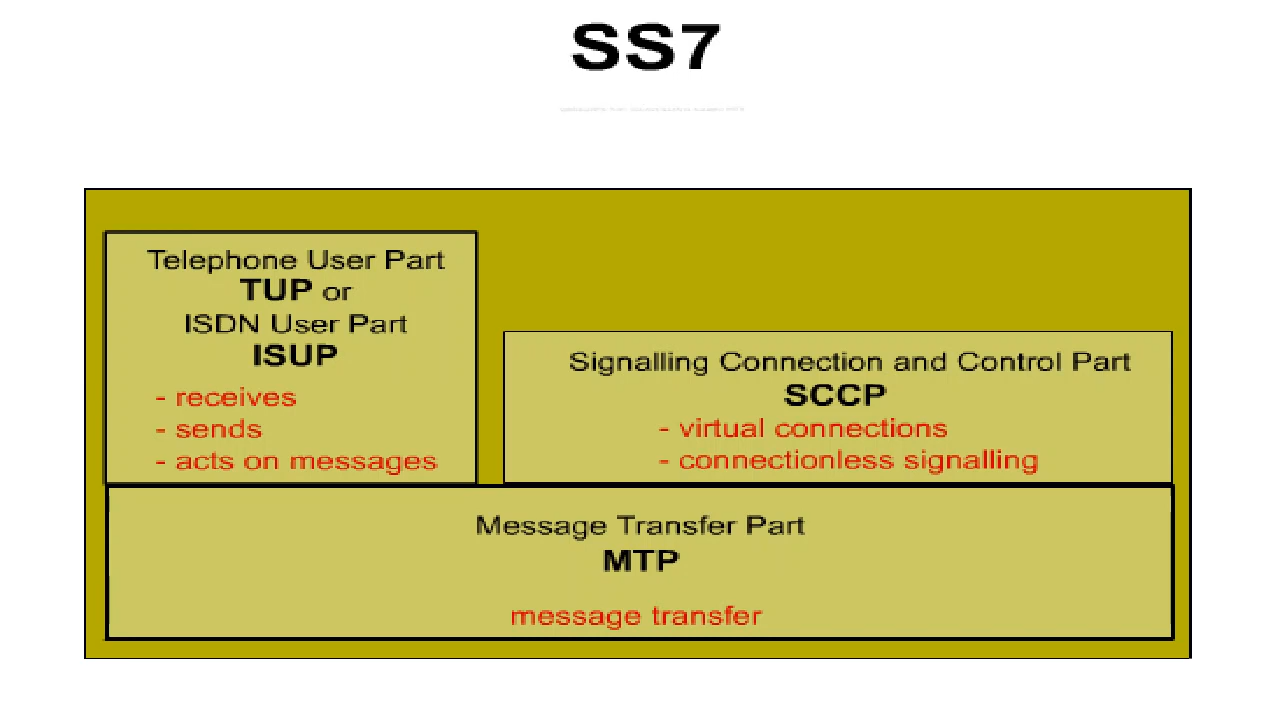 SS7
Telephone User Part
TUP or
ISDN User Part
ISUP
- receives
- sends
- acts on messages
Signalling Connection and Control Part
SCCP
- virtual connections
- connectionless signalling
Message Transfer Part
MTP
message transfer